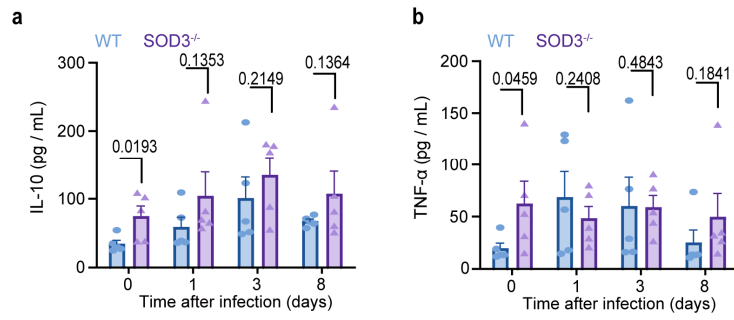 a
WT SOD3-/-
0.1353
0.1364
0.2149
0.0193
IL-10 (pg / mL)
300
200
100
0
0 1 3 8
Time after infection (days)
b
WT SOD3-/-
0.4843
0.0459
0.2408
0.1841
TNF-α (pg / mL)
200
150
100
50
0
0 1 3 8
Time after infection (days)